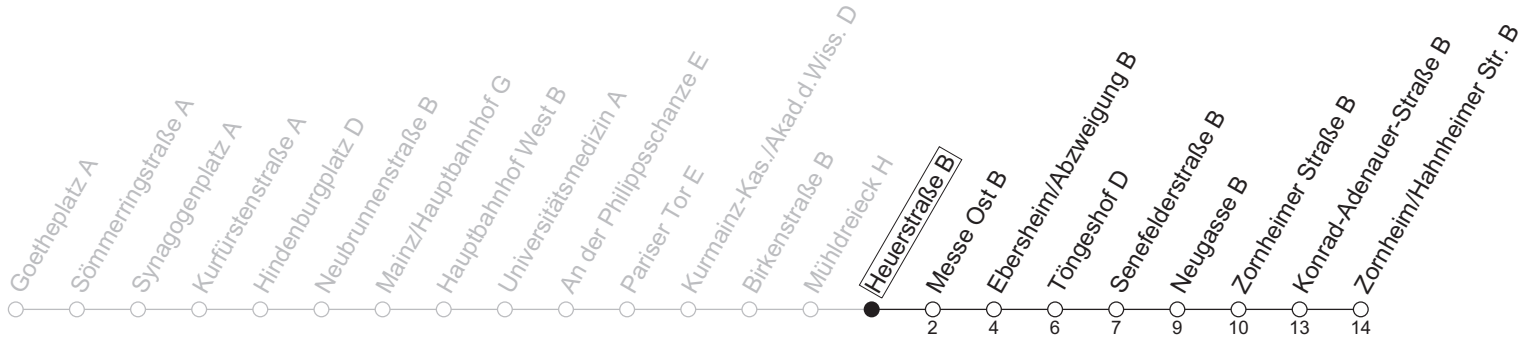 Goetheplatz A
Sömmerringstraße A
Synagogenplatz A
Kurfürstenstraße A
Hindenburgplatz D
Neubrunnenstraße B
Mainz/Hauptbahnhof G
Hauptbahnhof West B
Universitätsmedizin A
An der Philippsschanze E
Pariser Tor E
Kurmainz-Kas./Akad.d.Wiss. D
Birkenstraße B
Mühldreieck H
Heuerstraße B
Messe Ost B
Ebersheim/Abzweigung B
Töngeshof D
Senefelderstraße B
Neugasse B
Zornheimer Straße B
Konrad-Adenauer-Straße B
Zornheim/Hahnheimer Str. B
2 4 6 7 9 10 13 14